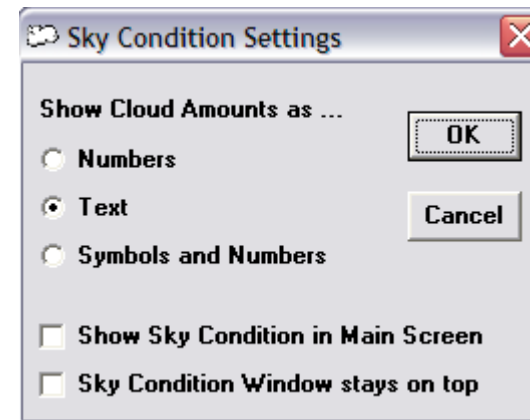 Sky Condition Settings
Show Cloud Amounts as ...
OK
Numbers
Text
Cancel
Symbols and Numbers
Show Sky Condition in Main Screen
Sky Condition Window stays on top